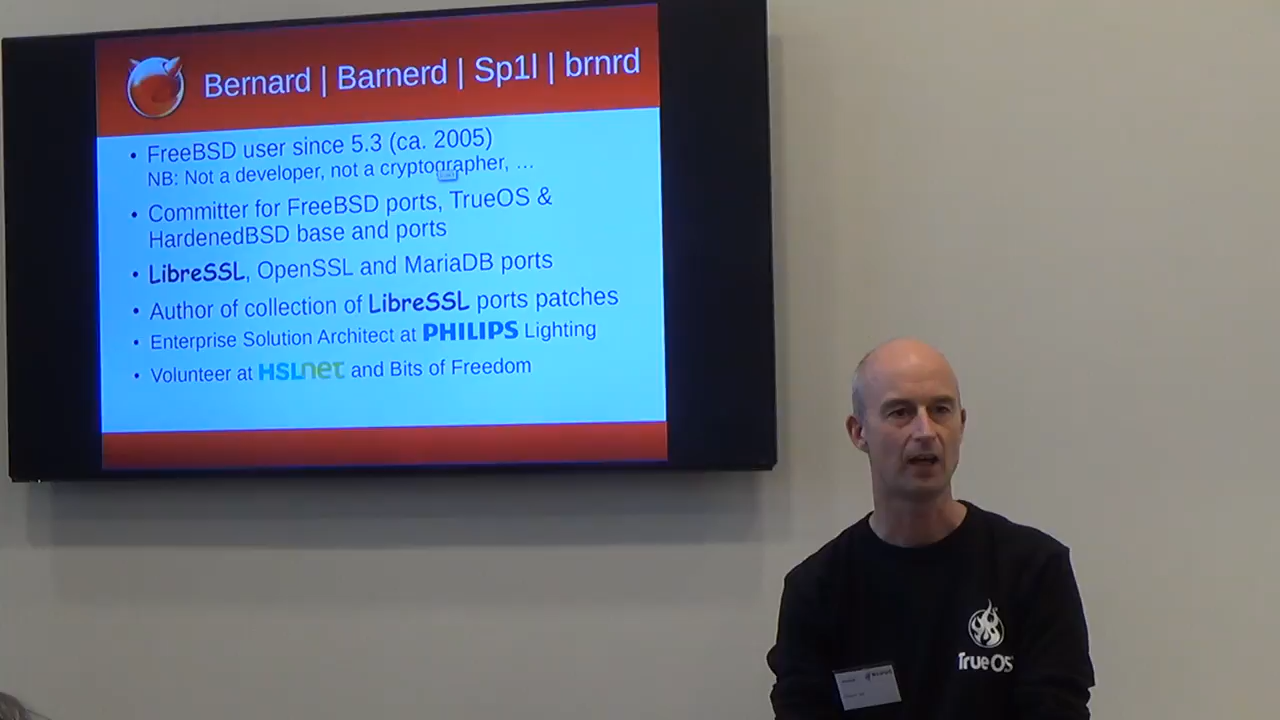 Bernard | Barnerd | Sp1l | brnrd
• FreeBSD user since 5.3 (ca. 2005)
NB: Not a developer, not a cryptographer, …
• Committer for FreeBSD ports, TrueOS &
HardenedBSD base and ports
• LibreSSL, OpenSSL and MariaDB ports
• Author of collection of LibreSSL ports patches
• Enterprise Solution Architect at PHILIPS Lighting
• Volunteer at HSLnet and Bits of Freedom
TrueOS